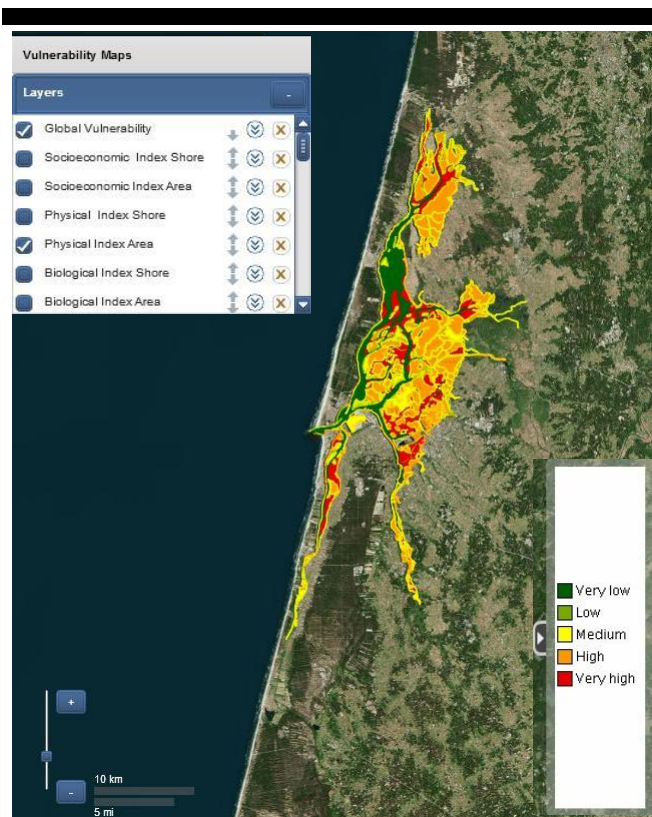 Vulnerability Maps
Layers
-
Global Vulnerability
Socioeconomic Index Shore
Socioeconomic Index Area
Physical Index Shore
Physical Index Area
Biological Index Shore
Biological Index Area
Very low
Low
Medium
High
Very high
+
-
10 km
5 mi